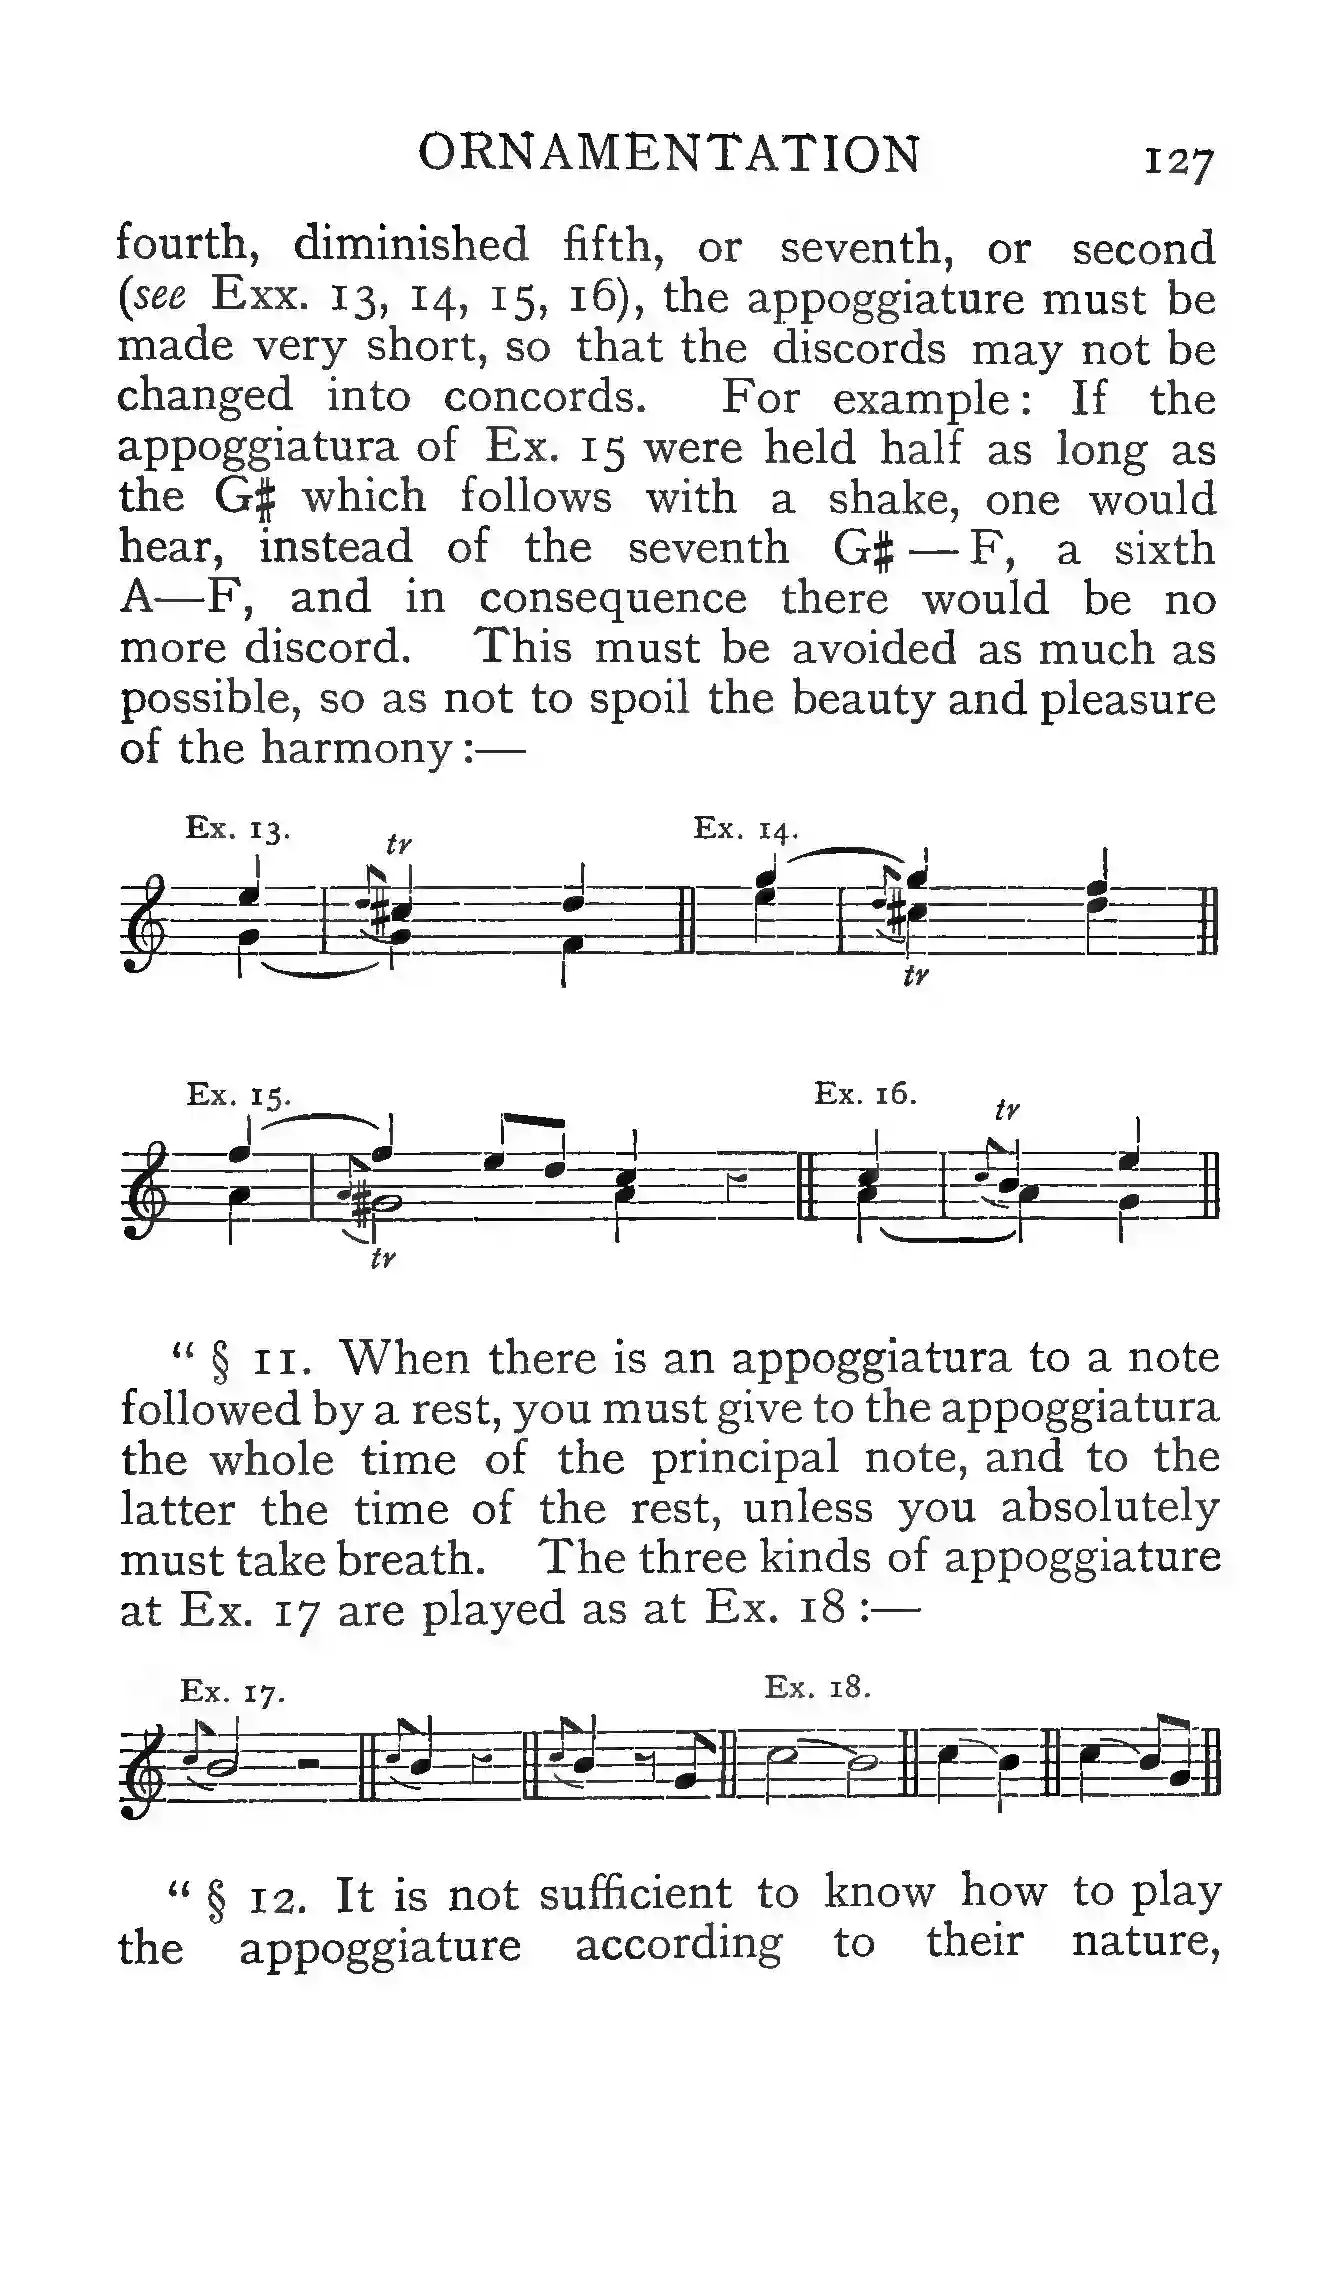 ORNAMENTATION 127
fourth, diminished fifth, or seventh, or second
(see Exx. 13, 14, 15, 16), the appoggiature must be
made very short, so that the discords may not be
changed into concords. For example: If the
appoggiatura of Ex. 15 were held half as long as
the G♯ which follows with a shake, one would
hear, instead of the seventh G♯—F, a sixth
A—F, and in consequence there would be no
more discord. This must be avoided as much as
possible, so as not to spoil the beauty and pleasure
of the harmony:—
Ex. 13. tr Ex. 14.
tr
Ex. 15. Ex. 16. tr
tr
“ § 11. When there is an appoggiatura to a note
followed by a rest, you must give to the appoggiatura
the whole time of the principal note, and to the
latter the time of the rest, unless you absolutely
must take breath. The three kinds of appoggiature
at Ex. 17 are played as at Ex. 18:—
Ex. 17. Ex. 18.
“ § 12. It is not sufficient to know how to play
the appoggiature according to their nature,